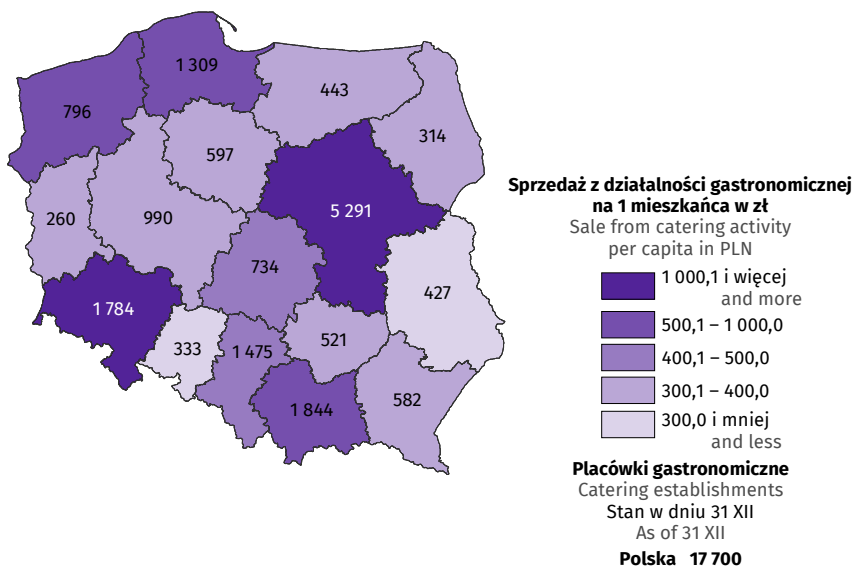 1 309
443
796
314
597
5 291
260
990
734
427
1 784
333
1 475
521
1 844
582
Sprzedaż z działalności gastronomicznej
na 1 mieszkańca w zł
Sale from catering activity
per capita in PLN
1 000,1 i więcej
and more
500,1 – 1 000,0
400,1 – 500,0
300,1 – 400,0
300,0 i mniej
and less
Placówki gastronomiczne
Catering establishments
Stan w dniu 31 XII
As of 31 XII
Polska 17 700